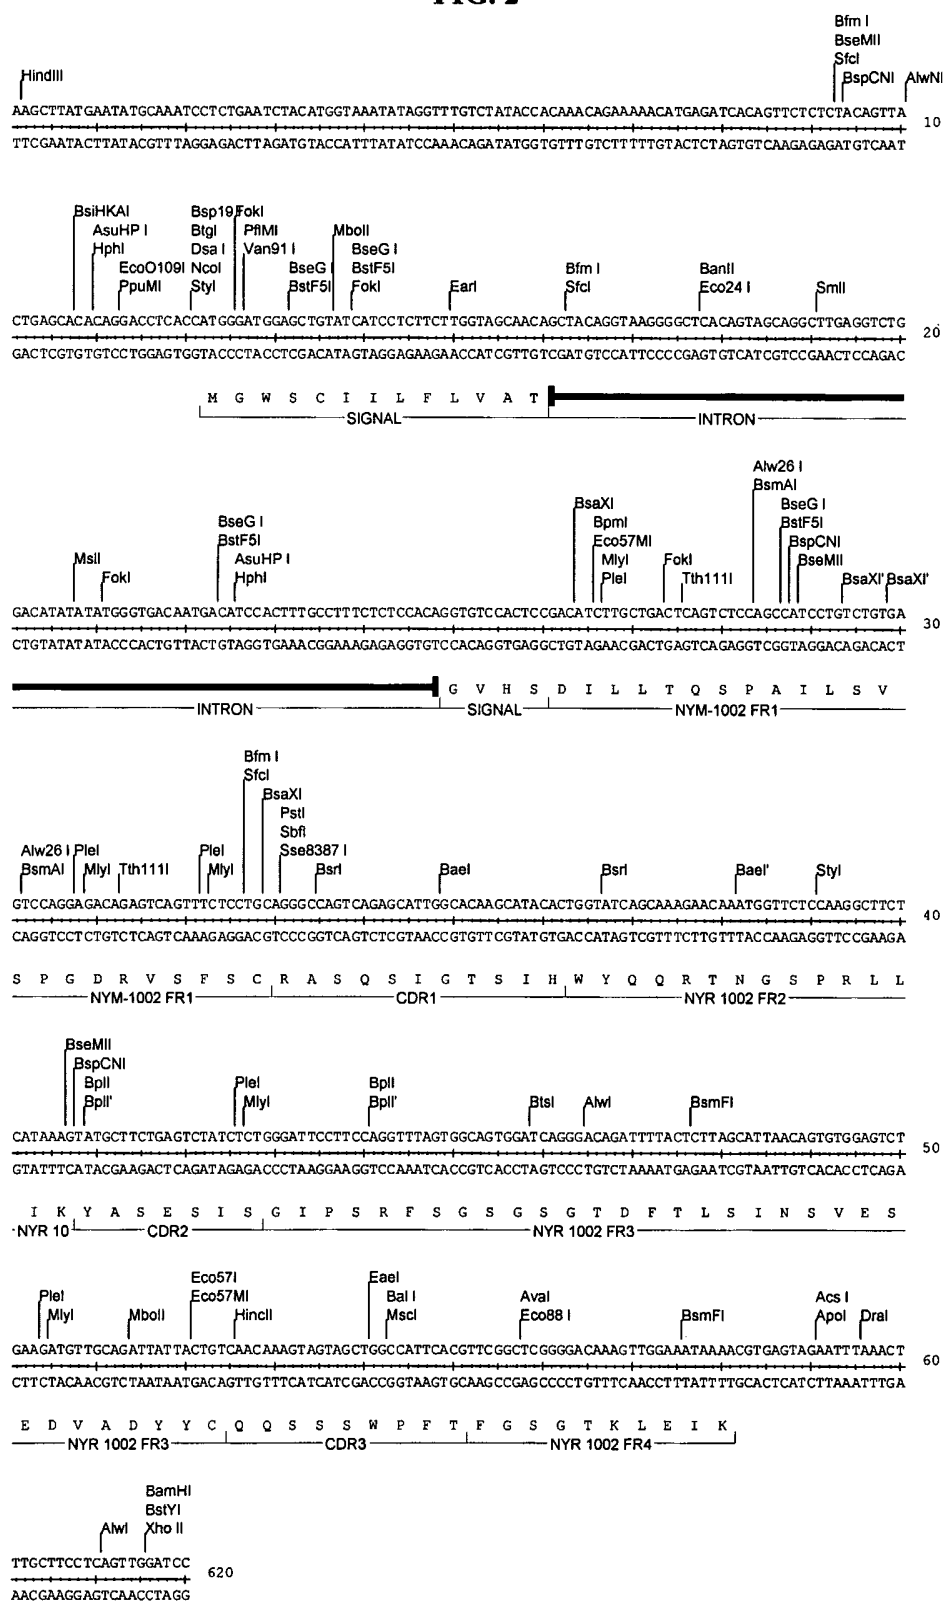 FIG. 2
Bfm I
BseMII
SfcI
HindIII BspCNI AlwNI
AAGCTTATGAATATGCAAATCCTCTGAATCTACATGGTAAATATAGGTTTGTCTATACCACAAACAGAAAAACATGAGATCACAGTTCTCTCTACAGTTA
10
TTCGAATACTTATACGTTTAGGAGACTTAGATGTACCATTTATATCCAAACAGATATGGTGTTTGTCTTTTTGTACTCTAGTGTCAAGAGAGATGTCAAT
BsiHKAI Bsp19I FokI
AsuHP I BtgI PflMI MboII
HphI Dsa I Van91 I BseG I
EcoO109I NcoI BseG I BstF5I Bfm I BanII
PpuMI StyI BstF5I FokI EarI SfcI Eco24 I SmlI
CTGAGCACACAGGACCTCACCATGGGATGGAGCTGTATCATCCTCTTCTTGGTAGCAACAGCTACAGGTAAGGGGCTCACAGTAGCAGGCTTGAGGTCTG
20
GACTCGTGTGTCCTGGAGTGGTACCCTACCTCGACATAGTAGGAGAAGAACCATCGTTGTCGATGTCCATTCCCCGAGTGTCATCGTCCGAACTCCAGAC
M G W S C I I L F L V A T
SIGNAL INTRON
Alw26 I
BsmAI
BsaXI BseG I
BseG I BpmI BstF5I
BstF5I Eco57MI BspCNI
MslI AsuHP I MlyI FokI BseMII
FokI HphI PleI Tth111I BsaXI' BsaXI'
GACATATATATGGGTGACAATGACATCCACTTTGCCTTTCTCTCCACAGGTGTCCACTCCGACATCTTGCTGACTCAGTCTCCAGCCATCCTGTCTGTGA
30
CTGTATATATACCCACTGTTACTGTAGGTGAAACGGAAAGAGAGGTGTCCACAGGTGAGGCTGTAGAACGACTGAGTCAGAGGTCGGTAGGACAGACACT
G V H S D I L L T Q S P A I L S V
INTRON SIGNAL NYM-1002 FR1
Bfm I
SfcI
BsaXI
PstI
SbfI
Alw26 I PleI PleI Sse8387 I
BsmAI MlyI Tth111I MlyI BsrI BaeI BsrI BaeI' StyI
GTCCAGGAGACAGAGTCAGTTTCTCCTGCAGGGCCAGTCAGAGCATTGGCACAAGCATACACTGGTATCAGCAAAGAACAAATGGTTCTCCAAGGCTTCT
40
CAGGTCCTCTGTCTCAGTCAAAGAGGACGTCCCGGTCAGTCTCGTAACCGTGTTCGTATGTGACCATAGTCGTTTCTTGTTTACCAAGAGGTTCCGAAGA
S P G D R V S F S C R A S Q S I G T S I H W Y Q Q R T N G S P R L L
NYM-1002 FR1 CDR1 NYR 1002 FR2
BseMII
BspCNI
BplI PleI BplI
BplI' MlyI BplI' BtsI AlwI BsmFI
CATAAAGTATGCTTCTGAGTCTATCTCTGGGATTCCTTCCAGGTTTAGTGGCAGTGGATCAGGGACAGATTTTACTCTTAGCATTAACAGTGTGGAGTCT
50
GTATTTCATACGAAGACTCAGATAGAGACCCTAAGGAAGGTCCAAATCACCGTCACCTAGTCCCTGTCTAAAATGAGAATCGTAATTGTCACACCTCAGA
I K Y A S E S I S G I P S R F S G S G S G T D F T L S I N S V E S
NYR 10 CDR2 NYR 1002 FR3
Eco57I EaeI
PleI Eco57MI Bal I AvaI Acs I
MlyI MboII HincII MscI Eco88 I BsmFI ApoI DraI
GAAGATGTTGCAGATTATTACTGTCAACAAAGTAGTAGCTGGCCATTCACGTTCGGCTCGGGGACAAAGTTGGAAATAAAACGTGAGTAGAATTTAAACT
60
CTTCTACAACGTCTAATAATGACAGTTGTTTCATCATCGACCGGTAAGTGCAAGCCGAGCCCCTGTTTCAACCTTTATTTTGCACTCATCTTAAATTTGA
E D V A D Y Y C Q Q S S S W P F T F G S G T K L E I K
NYR 1002 FR3 CDR3 NYR 1002 FR4
BamHI
BstYI
AlwI Xho II
TTGCTTCCTCAGTTGGATCC
620
AACGAAGGAGTCAACCTAGG